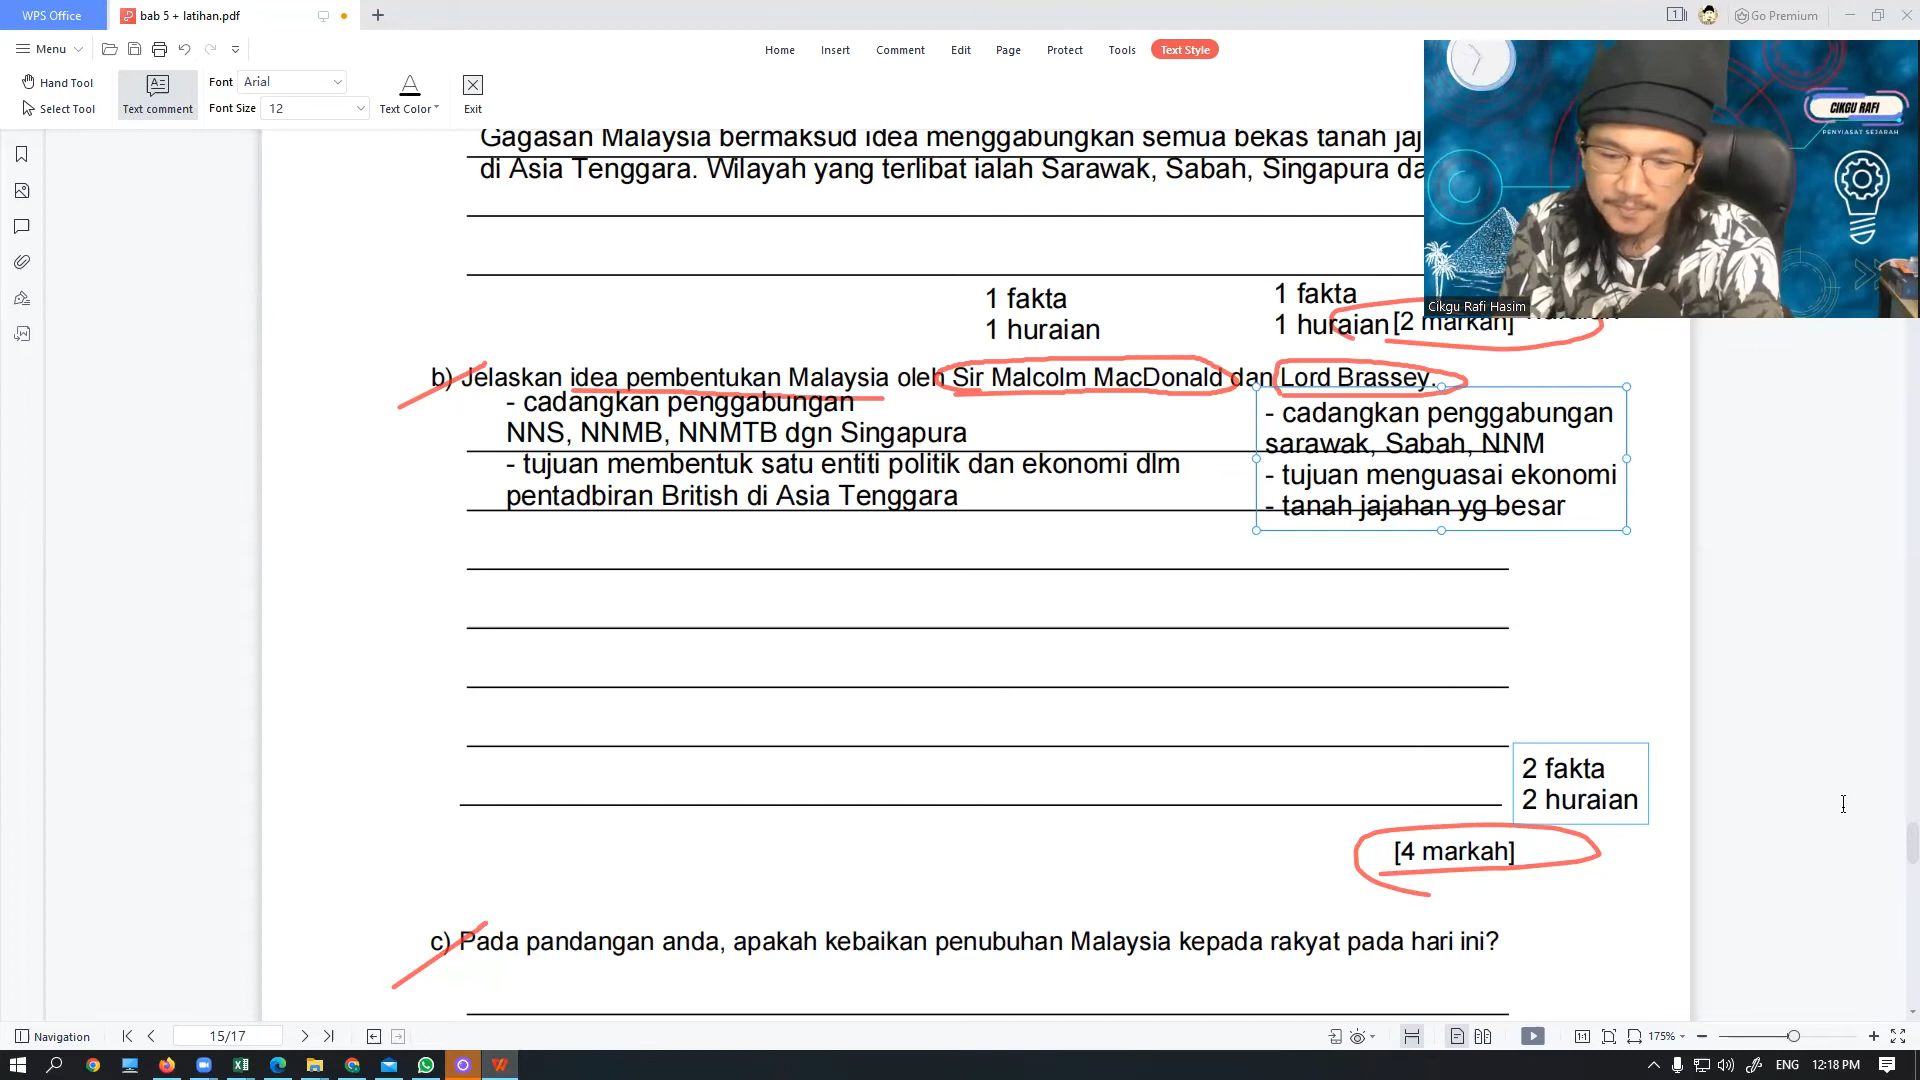 WPS Office
bab 5 + latihan.pdf
1
Go Premium
Menu
Home Insert Comment Edit Page Protect Tools Text Style
Hand Tool
Select Tool
Text comment
Font Arial
Font Size 12
Text Color
Exit
CIKGU RAFI
PENYIASAT SEJARAH
Gagasan Malaysia bermaksud idea menggabungkan semua bekas tanah jaj
di Asia Tenggara. Wilayah yang terlibat ialah Sarawak, Sabah, Singapura da
Cikgu Rafi Hasim
1 fakta
1 huraian
1 fakta
1 huraian
[2 markah]
b) Jelaskan idea pembentukan Malaysia oleh Sir Malcolm MacDonald dan Lord Brassey.
- cadangkan penggabungan
NNS, NNMB, NNMTB dgn Singapura
- tujuan membentuk satu entiti politik dan ekonomi dlm
pentadbiran British di Asia Tenggara
- cadangkan penggabungan
sarawak, Sabah, NNM
- tujuan menguasai ekonomi
- tanah jajahan yg besar
2 fakta
2 huraian
[4 markah]
c) Pada pandangan anda, apakah kebaikan penubuhan Malaysia kepada rakyat pada hari ini?
Navigation
15/17
175%
ENG
12:18 PM